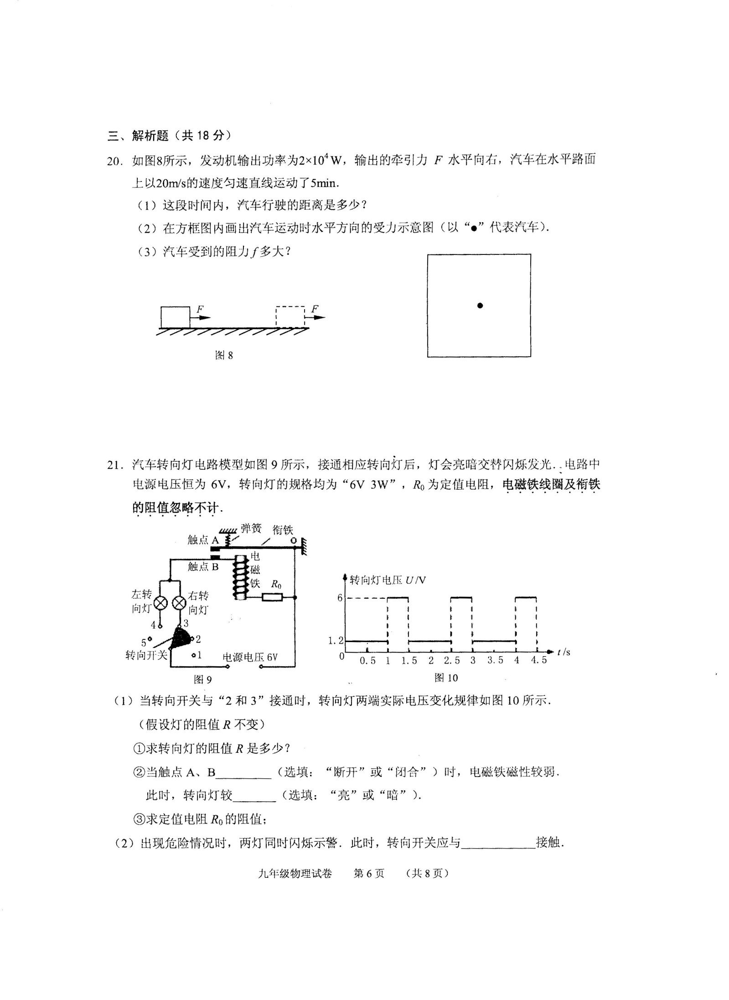 三、解析题（共 18 分）
20. 如图8所示，发动机输出功率为2×10⁴W，输出的牵引力 F 水平向右，汽车在水平路面
上以20m/s的速度匀速直线运动了5min.
（1）这段时间内，汽车行驶的距离是多少？
（2）在方框图内画出汽车运动时水平方向的受力示意图（以“●”代表汽车）.
（3）汽车受到的阻力 f 多大？
F
F
图 8
21. 汽车转向灯电路模型如图 9 所示，接通相应转向灯后，灯会亮暗交替闪烁发光. 电路中
电源电压恒为 6V，转向灯的规格均为“6V 3W”，R₀ 为定值电阻，电磁铁线圈及衔铁
的阻值忽略不计.
弹簧 衔铁
触点 A
O
触点 B
电磁铁
R₀
左转向灯
右转向灯
4
3
5
2
转向开关
1
电源电压 6V
图 9
转向灯电压 U/V
6
1.2
0
0.5 1 1.5 2 2.5 3 3.5 4 4.5
t/s
图 10
（1）当转向开关与“2 和 3”接通时，转向灯两端实际电压变化规律如图 10 所示.
（假设灯的阻值 R 不变）
①求转向灯的阻值 R 是多少？
②当触点 A、B________（选填：“断开”或“闭合”）时，电磁铁磁性较弱.
此时，转向灯较______（选填：“亮”或“暗”）.
③求定值电阻 R₀的阻值；
（2）出现危险情况时，两灯同时闪烁示警. 此时，转向开关应与__________接触.
九年级物理试卷 第 6 页 （共 8 页）